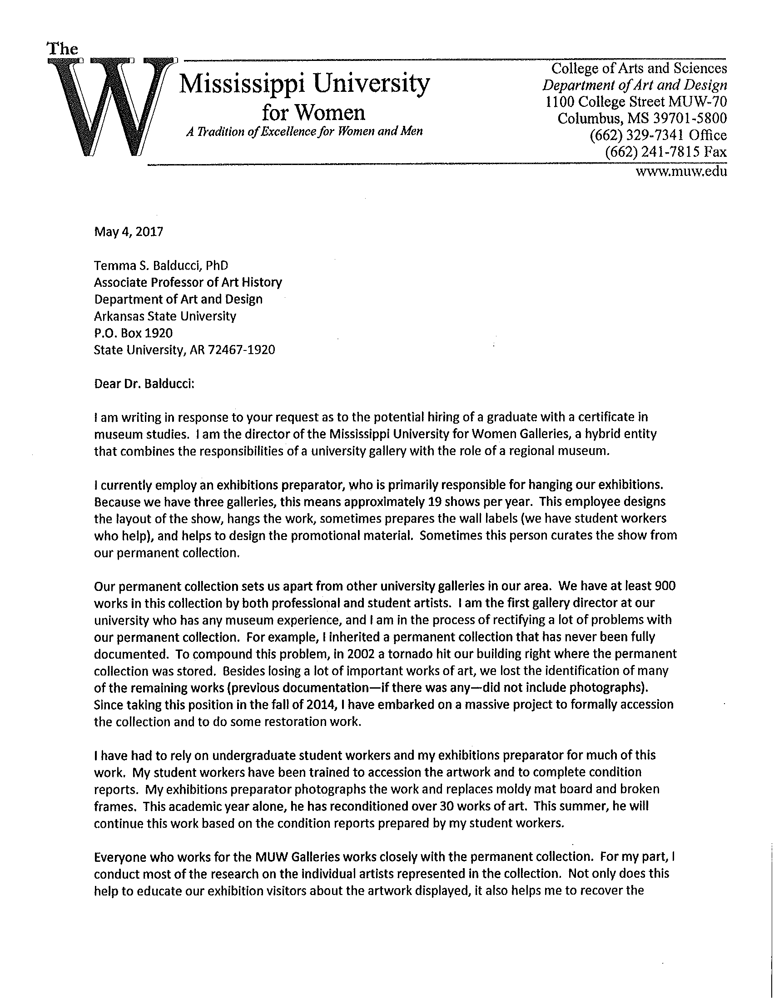 The
W
Mississippi University
for Women
A Tradition of Excellence for Women and Men
College of Arts and Sciences
Department of Art and Design
1100 College Street MUW-70
Columbus, MS 39701-5800
(662) 329-7341 Office
(662) 241-7815 Fax
www.muw.edu
May 4, 2017
Temma S. Balducci, PhD
Associate Professor of Art History
Department of Art and Design
Arkansas State University
P.O. Box 1920
State University, AR 72467-1920
Dear Dr. Balducci:
I am writing in response to your request as to the potential hiring of a graduate with a certificate in
museum studies. I am the director of the Mississippi University for Women Galleries, a hybrid entity
that combines the responsibilities of a university gallery with the role of a regional museum.
I currently employ an exhibitions preparator, who is primarily responsible for hanging our exhibitions.
Because we have three galleries, this means approximately 19 shows per year. This employee designs
the layout of the show, hangs the work, sometimes prepares the wall labels (we have student workers
who help), and helps to design the promotional material. Sometimes this person curates the show from
our permanent collection.
Our permanent collection sets us apart from other university galleries in our area. We have at least 900
works in this collection by both professional and student artists. I am the first gallery director at our
university who has any museum experience, and I am in the process of rectifying a lot of problems with
our permanent collection. For example, I inherited a permanent collection that has never been fully
documented. To compound this problem, in 2002 a tornado hit our building right where the permanent
collection was stored. Besides losing a lot of important works of art, we lost the identification of many
of the remaining works (previous documentation—if there was any—did not include photographs).
Since taking this position in the fall of 2014, I have embarked on a massive project to formally accession
the collection and to do some restoration work.
I have had to rely on undergraduate student workers and my exhibitions preparator for much of this
work. My student workers have been trained to accession the artwork and to complete condition
reports. My exhibitions preparator photographs the work and replaces moldy mat board and broken
frames. This academic year alone, he has reconditioned over 30 works of art. This summer, he will
continue this work based on the condition reports prepared by my student workers.
Everyone who works for the MUW Galleries works closely with the permanent collection. For my part, I
conduct most of the research on the individual artists represented in the collection. Not only does this
help to educate our exhibition visitors about the artwork displayed, it also helps me to recover the